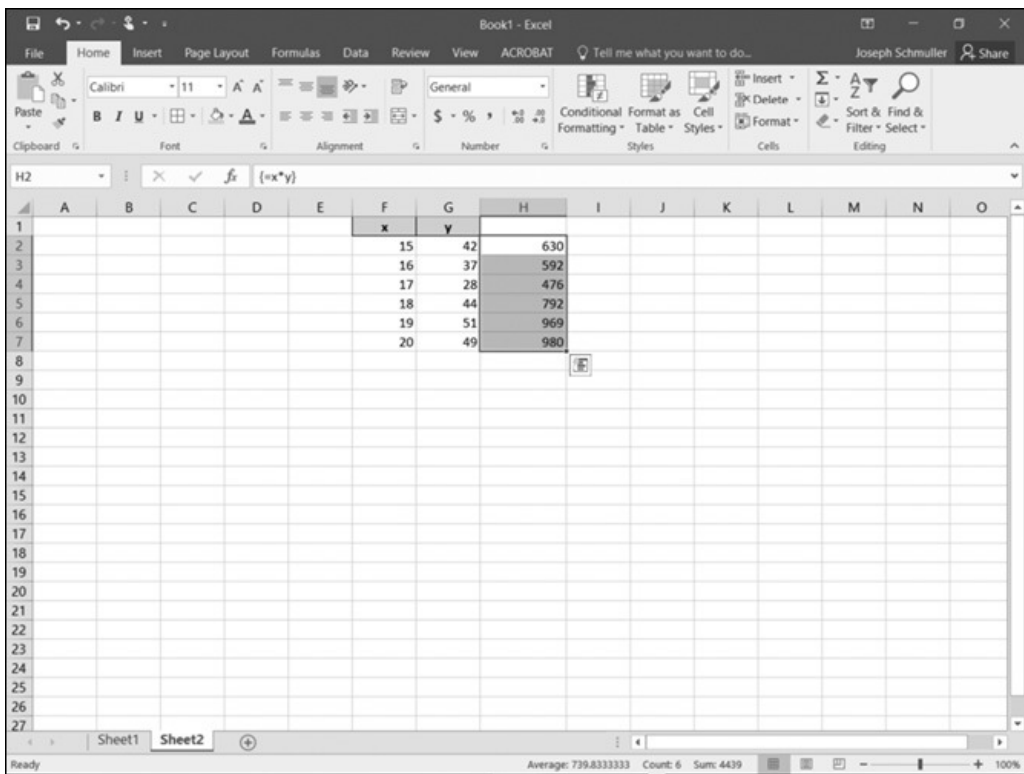 Book1 - Excel
File Home Insert Page Layout Formulas Data Review View ACROBAT Tell me what you want to do... Joseph Schmuller Share
Paste
Calibri 11 A A
B I U A
General
$ % , .00 .0
Conditional Formatting
Format as Table
Cell Styles
Insert
Delete
Format
Sort & Filter
Find & Select
Clipboard Font Alignment Number Styles Cells Editing
H2 fx {=x*y}
A B C D E F G H I J K L M N O
1 x y
2 15 42 630
3 16 37 592
4 17 28 476
5 18 44 792
6 19 51 969
7 20 49 980
8
9
10
11
12
13
14
15
16
17
18
19
20
21
22
23
24
25
26
27
Sheet1 Sheet2
Ready Average: 739.8333333 Count: 6 Sum: 4439 100%